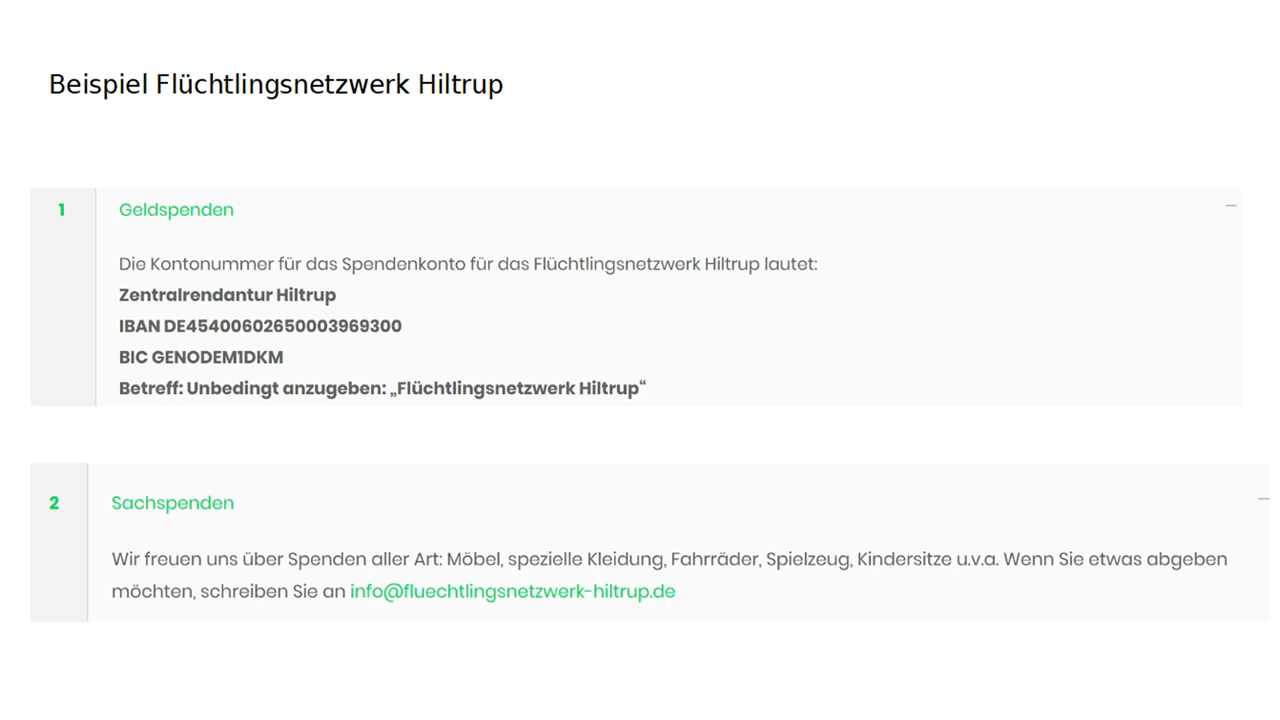 Beispiel Flüchtlingsnetzwerk Hiltrup
1
Geldspenden
Die Kontonummer für das Spendenkonto für das Flüchtlingsnetzwerk Hiltrup lautet:
Zentralrendantur Hiltrup
IBAN DE45400602650003969300
BIC GENODEM1DKM
Betreff: Unbedingt anzugeben: „Flüchtlingsnetzwerk Hiltrup“
2
Sachspenden
Wir freuen uns über Spenden aller Art: Möbel, spezielle Kleidung, Fahrräder, Spielzeug, Kindersitze u.v.a. Wenn Sie etwas abgeben
möchten, schreiben Sie an info@fluechtlingsnetzwerk-hiltrup.de